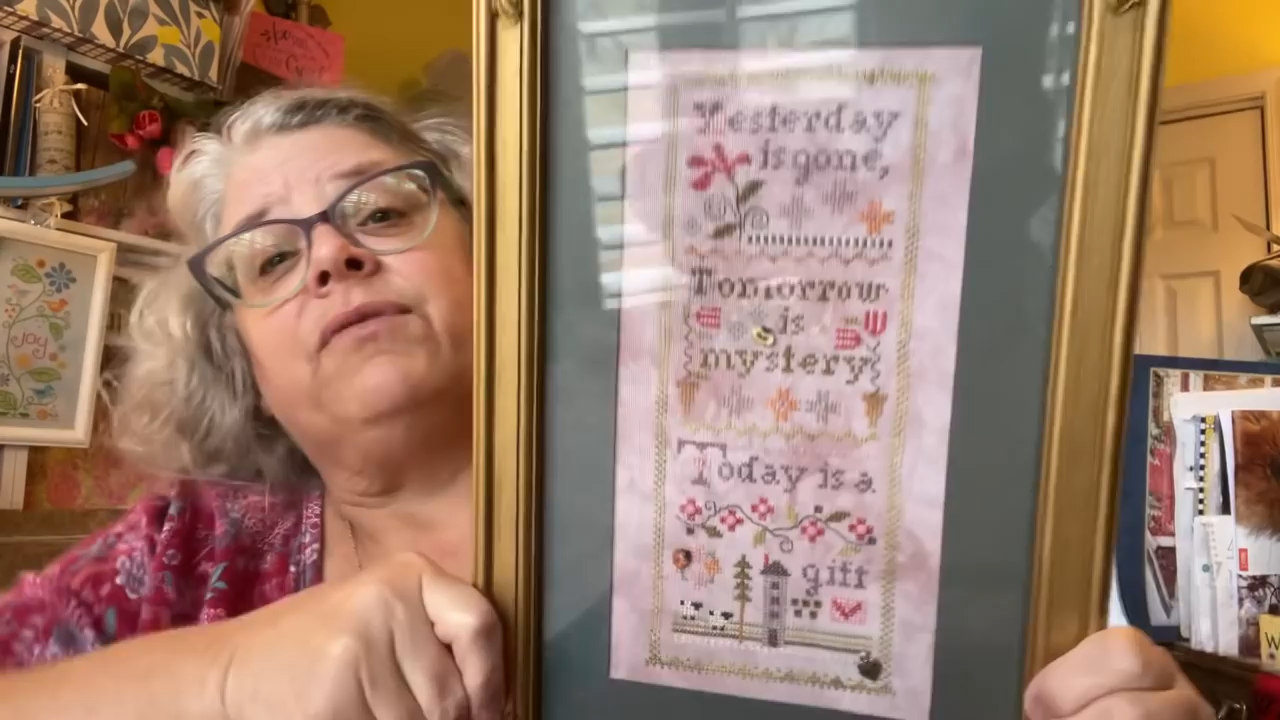 Yesterday
is gone,
Tomorrow
is
mystery
Today is a
gift
Joy